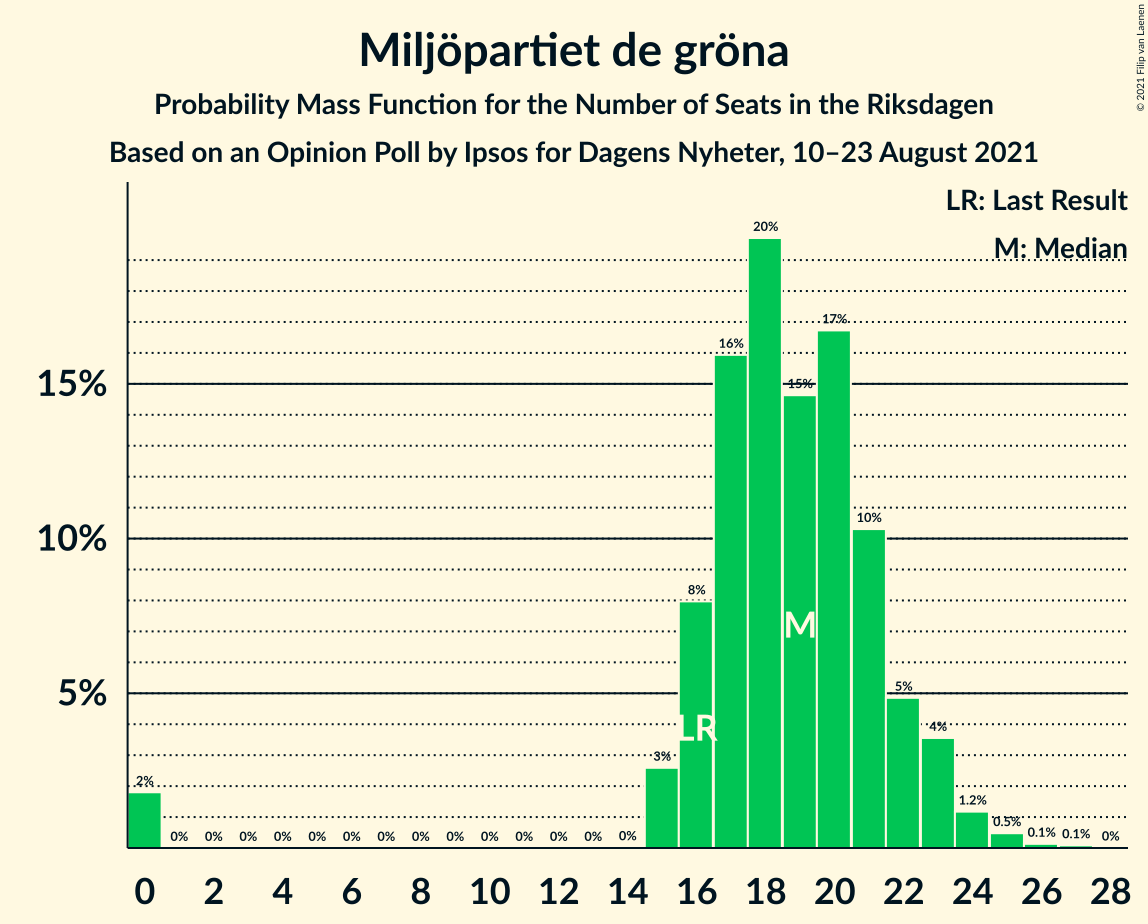 Miljöpartiet de gröna
Probability Mass Function for the Number of Seats in the Riksdagen
Based on an Opinion Poll by Ipsos for Dagens Nyheter, 10–23 August 2021
© 2021 Filip van Laenen
LR: Last Result
M: Median
15%
10%
5%
2% 0% 0% 0% 0% 0% 0% 0% 0% 0% 0% 0% 0% 0% 0% 3% 8% 16% 20% 15% 17% 10% 5% 4% 1.2% 0.5% 0.1% 0.1% 0%
LR M
0 2 4 6 8 10 12 14 16 18 20 22 24 26 28